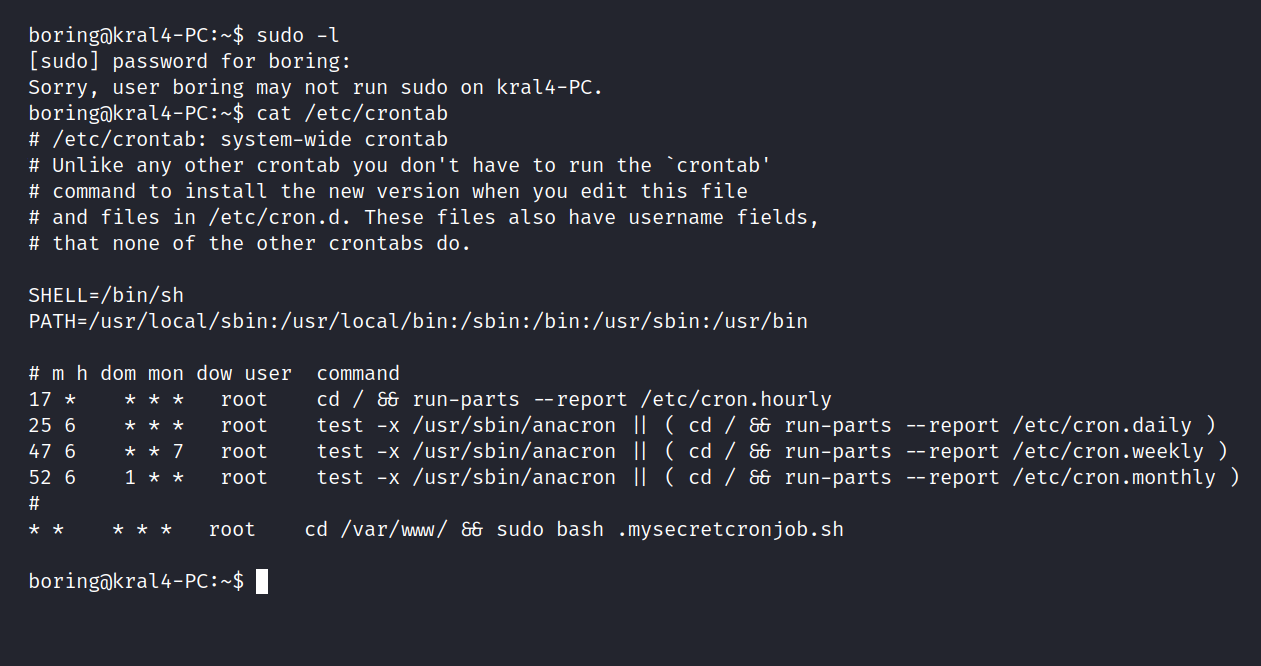 boring@kral4-PC:~$ sudo -l
[sudo] password for boring:
Sorry, user boring may not run sudo on kral4-PC.
boring@kral4-PC:~$ cat /etc/crontab
# /etc/crontab: system-wide crontab
# Unlike any other crontab you don't have to run the `crontab'
# command to install the new version when you edit this file
# and files in /etc/cron.d. These files also have username fields,
# that none of the other crontabs do.

SHELL=/bin/sh
PATH=/usr/local/sbin:/usr/local/bin:/sbin:/bin:/usr/sbin:/usr/bin

# m h dom mon dow user  command
17 *    * * *   root    cd / && run-parts --report /etc/cron.hourly
25 6    * * *   root    test -x /usr/sbin/anacron || ( cd / && run-parts --report /etc/cron.daily )
47 6    * * 7   root    test -x /usr/sbin/anacron || ( cd / && run-parts --report /etc/cron.weekly )
52 6    1 * *   root    test -x /usr/sbin/anacron || ( cd / && run-parts --report /etc/cron.monthly )
#
* *    * * *   root    cd /var/www/ && sudo bash .mysecretcronjob.sh

boring@kral4-PC:~$